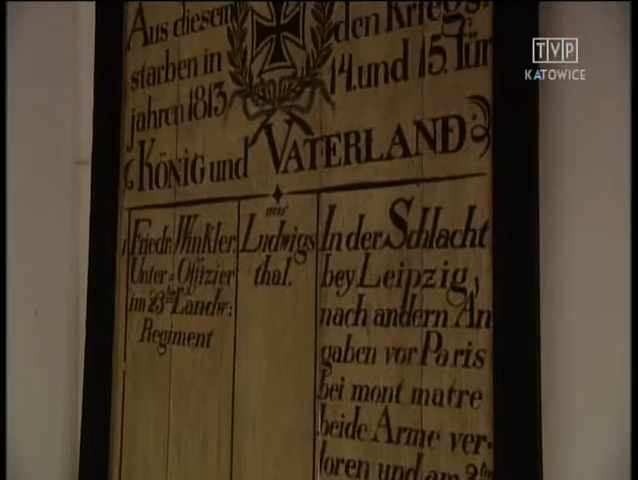 Aus diesem den Kriegs-
starben in 14. und 15. für
jahren 1813
KÖNIG und VATERLAND
Friedr. Winkler.
Unter=Offizier
im 23ten Landw:
Regiment
aus
Ludwigs
thal.
In der Schlacht
bey Leipzig,
nach andern An
gaben vor Paris
bei mont matre
beide Arme ver-
loren und am 2ten
TVP
KATOWICE